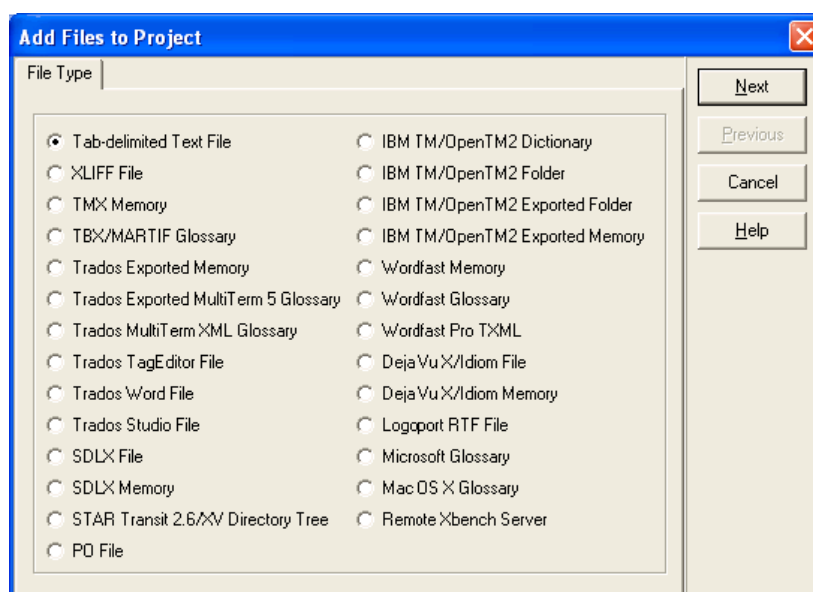 Add Files to Project
File Type
Tab-delimited Text File
XLIFF File
TMX Memory
TBX/MARTIF Glossary
Trados Exported Memory
Trados Exported MultiTerm 5 Glossary
Trados MultiTerm XML Glossary
Trados TagEditor File
Trados Word File
Trados Studio File
SDLX File
SDLX Memory
STAR Transit 2.6/XV Directory Tree
PO File
IBM TM/OpenTM2 Dictionary
IBM TM/OpenTM2 Folder
IBM TM/OpenTM2 Exported Folder
IBM TM/OpenTM2 Exported Memory
Wordfast Memory
Wordfast Glossary
Wordfast Pro TXML
DejaVu X/Idiom File
DejaVu X/Idiom Memory
Logoport RTF File
Microsoft Glossary
Mac OS X Glossary
Remote Xbench Server
Next
Previous
Cancel
Help